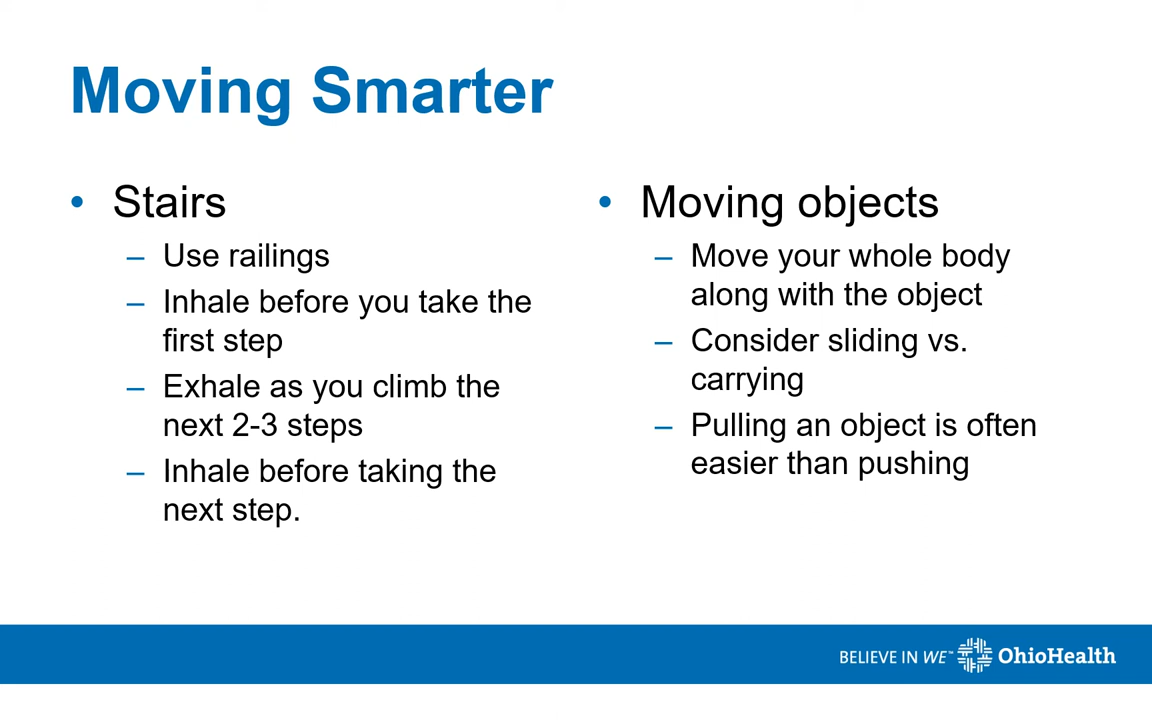 Moving Smarter
• Stairs
– Use railings
– Inhale before you take the
first step
– Exhale as you climb the
next 2-3 steps
– Inhale before taking the
next step.
• Moving objects
– Move your whole body
along with the object
– Consider sliding vs.
carrying
– Pulling an object is often
easier than pushing
BELIEVE IN WE™ OhioHealth